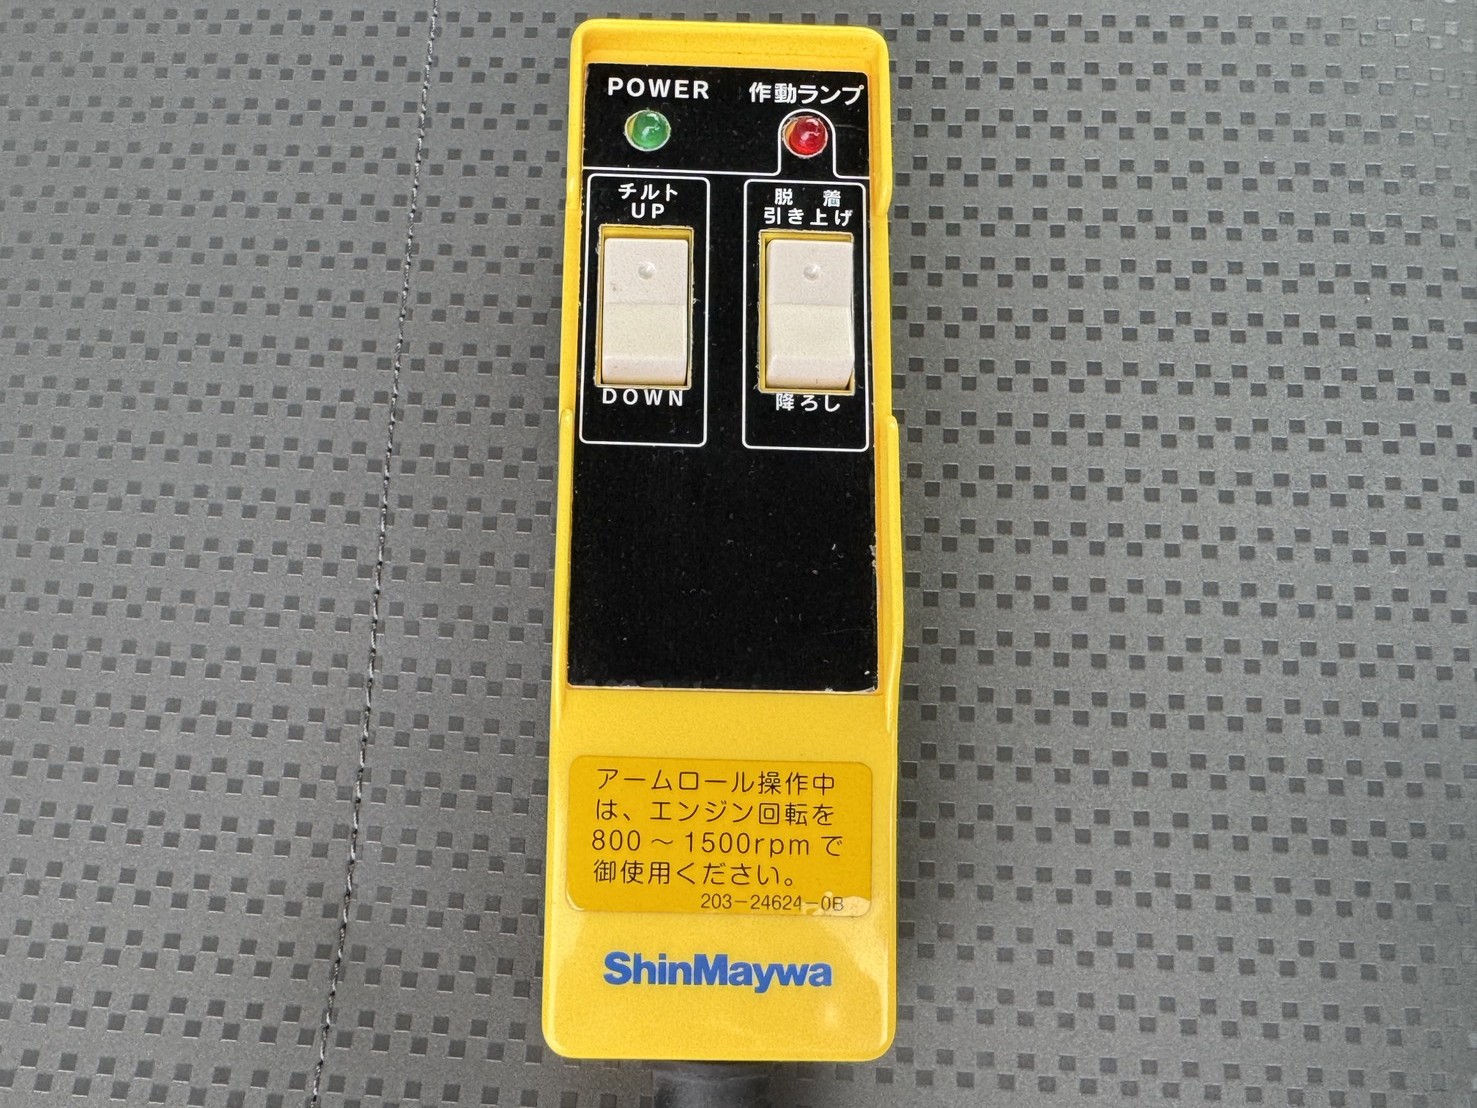 POWER
作動ランプ
チルト
UP
DOWN
脱 着
引き上げ
降ろし
アームロール操作中
は、エンジン回転を
800～1500rpmで
御使用ください。
203-24624-0B
ShinMaywa